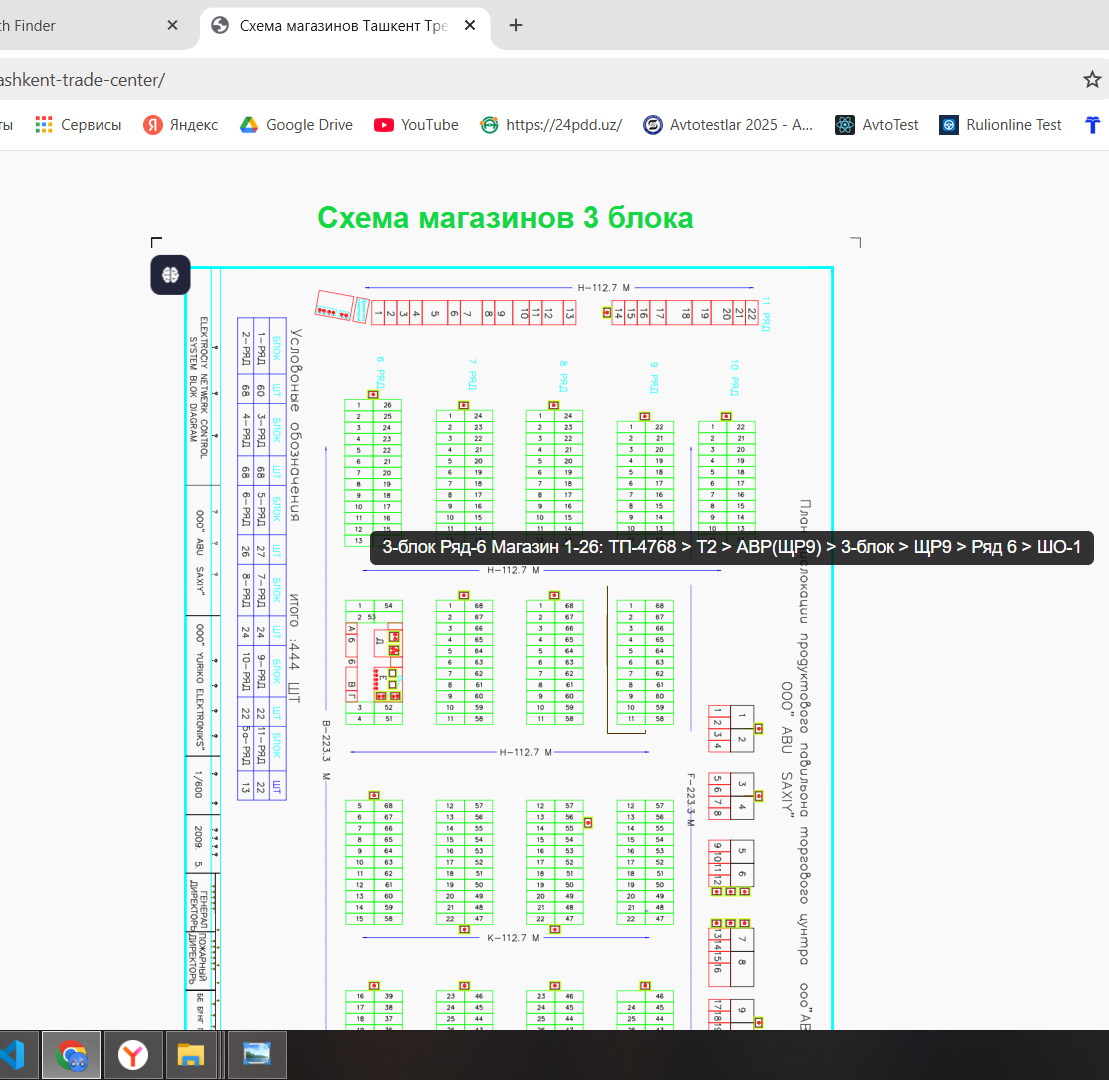 th Finder
Схема магазинов Ташкент Тре
ashkent-trade-center/
ты
Сервисы
Яндекс
Google Drive
YouTube
https://24pdd.uz/
Avtotestlar 2025 - A...
AvtoTest
Rulionline Test
Схема магазинов 3 блока
H-112.7 М
1 2 3 4 5 6 7 8 9 10 11 12 13
14 15 16 17 18 19 20 21 22
11 РЯД
6 РЯД
7 РЯД
8 РЯД
9 РЯД
10 РЯД
1 26
2 25
3 24
4 23
5 22
6 21
7 20
8 19
9 18
10 17
11 16
12 15
13
1 24
2 23
3 22
4 21
5 20
6 19
7 18
8 17
9 16
10 15
11 14
1 24
2 23
3 22
4 21
5 20
6 19
7 18
8 17
9 16
10 15
11 14
1 22
2 21
3 20
4 19
5 18
6 17
7 16
8 15
9 14
10 13
1 22
2 21
3 20
4 19
5 18
6 17
7 16
8 15
9 14
10 13
3-блок Ряд-6 Магазин 1-26: ТП-4768 > Т2 > АВР(ЩР9) > 3-блок > ЩР9 > Ряд 6 > ШО-1
H-112.7 М
1 54
2 53
А
Б
6
В
Г
Д
Е
3 52
4 51
1 68
2 67
3 66
4 65
5 64
6 63
7 62
8 61
9 60
10 59
11 58
1 68
2 67
3 66
4 65
5 64
6 63
7 62
8 61
9 60
10 59
11 58
1 68
2 67
3 66
4 65
5 64
6 63
7 62
8 61
9 60
10 59
11 58
H-112.7 М
5 68
6 67
7 66
8 65
9 64
10 63
11 62
12 61
13 60
14 59
15 58
12 57
13 56
14 55
15 54
16 53
17 52
18 51
19 50
20 49
21 48
22 47
12 57
13 56
14 55
15 54
16 53
17 52
18 51
19 50
20 49
21 48
22 47
12 57
13 56
14 55
15 54
16 53
17 52
18 51
19 50
20 49
21 48
22 47
K-112.7 М
16 39
17 38
18 37
23 46
24 45
25 44
23 46
24 45
25 44
46
24 45
25 44
B-223.3 М
F-223.3 М
1 2 3 4
1 2
5 6 7 8
3 4
9 10 11 12
5 6
13 14 15 16
7 8
17 18
9
Условоные обозначения
итого :444 ШТ
БЛОК ШТ БЛОК ШТ БЛОК ШТ БЛОК ШТ БЛОК ШТ БЛОК ШТ
1-РЯД 60 3-РЯД 68 5-РЯД 27 7-РЯД 24 9-РЯД 22 11-РЯД 22
2-РЯД 68 4-РЯД 68 6-РЯД 26 8-РЯД 24 10-РЯД 22 5а-РЯД 13
ELEKTROCIY NETWERK CONTROL
SYSTEM BLOK DIAGRAM
ООО" ABU SAXIY"
ООО" YURIKO ELEKTRONIKS"
1/600
2009. 5.
ГЕНЕРАЛ
ДИРЕКТОРЬ
ПОЖАРНЫЙ
ДИРЕКТОРЬ
продуктового павильона торгового цунтра ооо"АБ
ООО" ABU SAXIY"